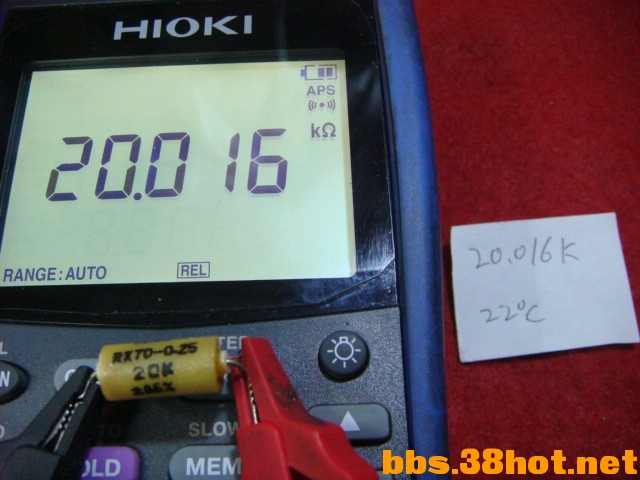 HIOKI
APS
kΩ
20.016
RANGE: AUTO
REL
RX70-0.25
20K
SLOW
MEM
20.016K
22°C
bbs.38hot.net